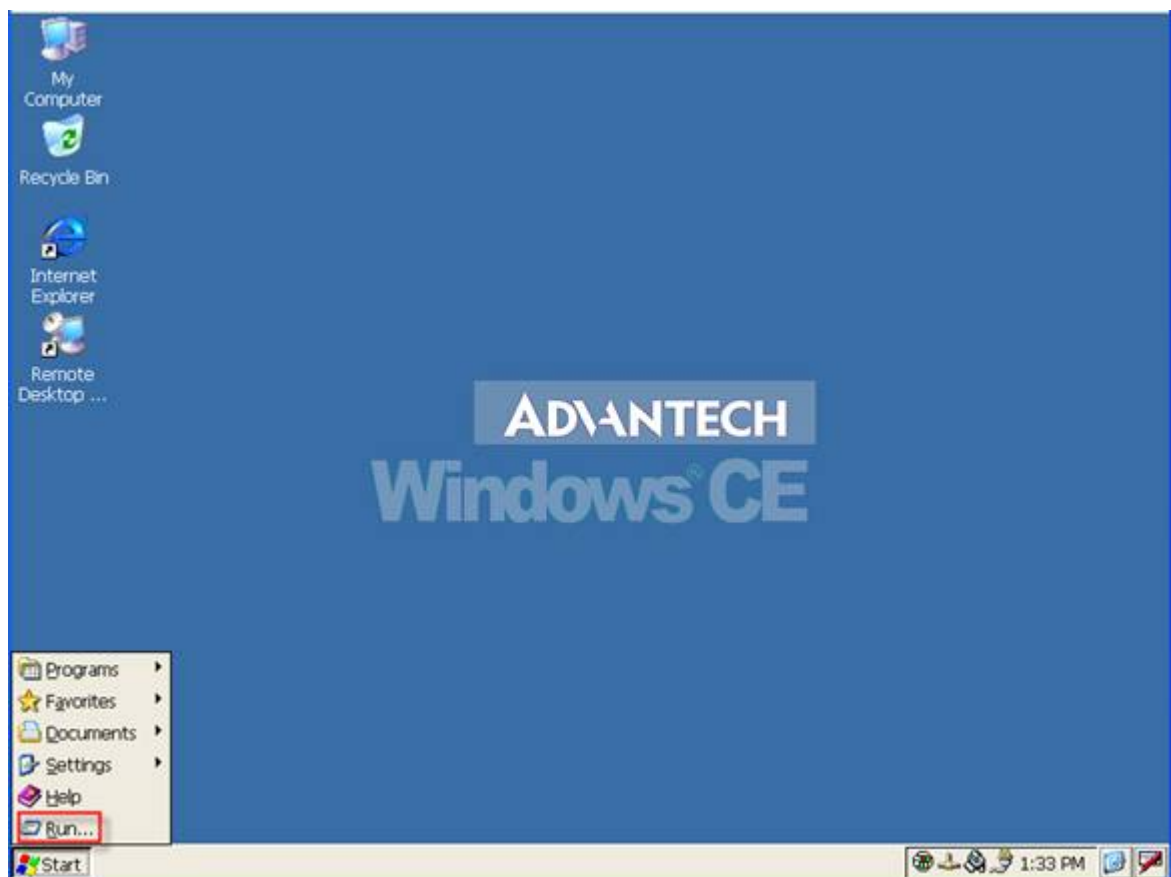 My
Computer
Recycle Bin
Internet
Explorer
Remote
Desktop ...
ADVANTECH
Windows® CE
Programs
Favorites
Documents
Settings
Help
Run...
Start
1:33 PM